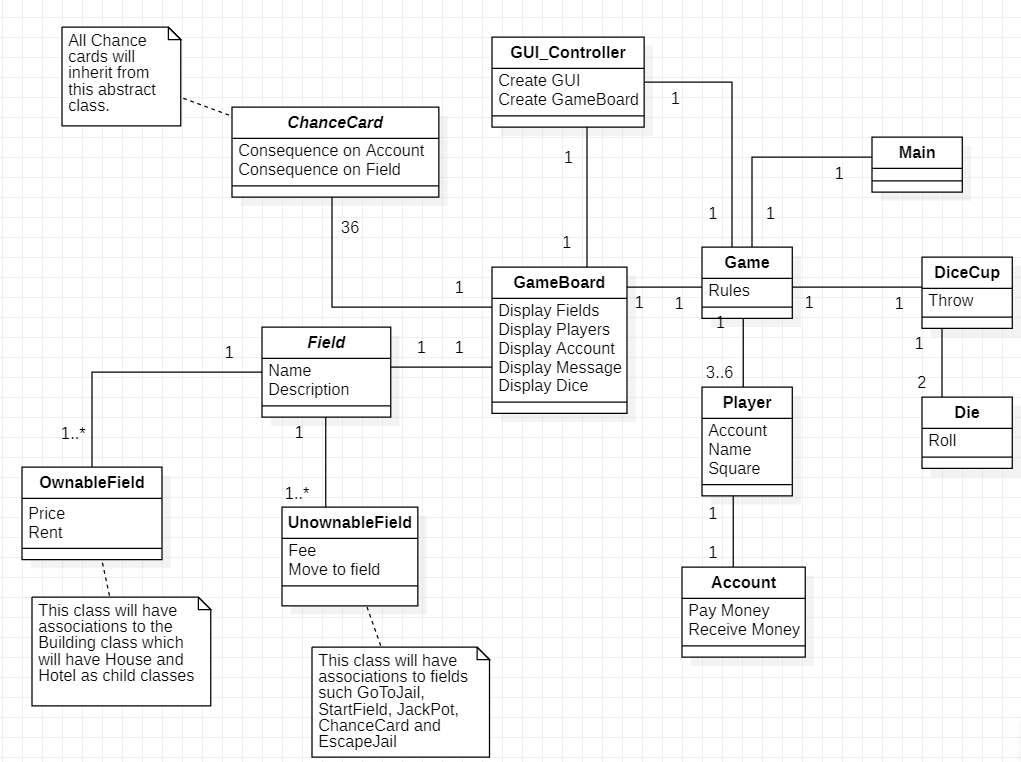 All Chance
cards will
inherit from
this abstract
class.
ChanceCard
Consequence on Account
Consequence on Field
36
1
GUI_Controller
Create GUI
Create GameBoard
1
1
1
1
Main
1
1
Game
Rules
1
1
1
1
1
3..6
DiceCup
Throw
1
2
Die
Roll
GameBoard
Display Fields
Display Players
Display Account
Display Message
Display Dice
Field
Name
Description
1
1
1
1..*
1
1..*
OwnableField
Price
Rent
UnownableField
Fee
Move to field
Player
Account
Name
Square
1
1
Account
Pay Money
Receive Money
This class will have
associations to the
Building class which
will have House and
Hotel as child classes
This class will have
associations to fields
such GoToJail,
StartField, JackPot,
ChanceCard and
EscapeJail